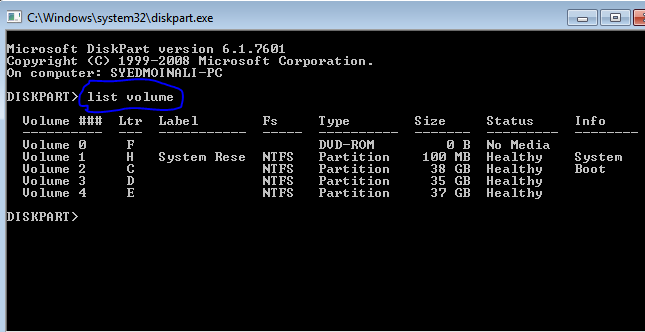 C:\Windows\system32\diskpart.exe
Microsoft DiskPart version 6.1.7601
Copyright (C) 1999-2008 Microsoft Corporation.
On computer: SYEDMOINALI-PC
DISKPART> list volume
Volume ### Ltr Label Fs Type Size Status Info
---------- --- ----------- ----- ---------- ------- --------- --------
Volume 0 F DVD-ROM 0 B No Media
Volume 1 H System Rese NTFS Partition 100 MB Healthy System
Volume 2 C NTFS Partition 38 GB Healthy Boot
Volume 3 D NTFS Partition 35 GB Healthy
Volume 4 E NTFS Partition 37 GB Healthy
DISKPART>